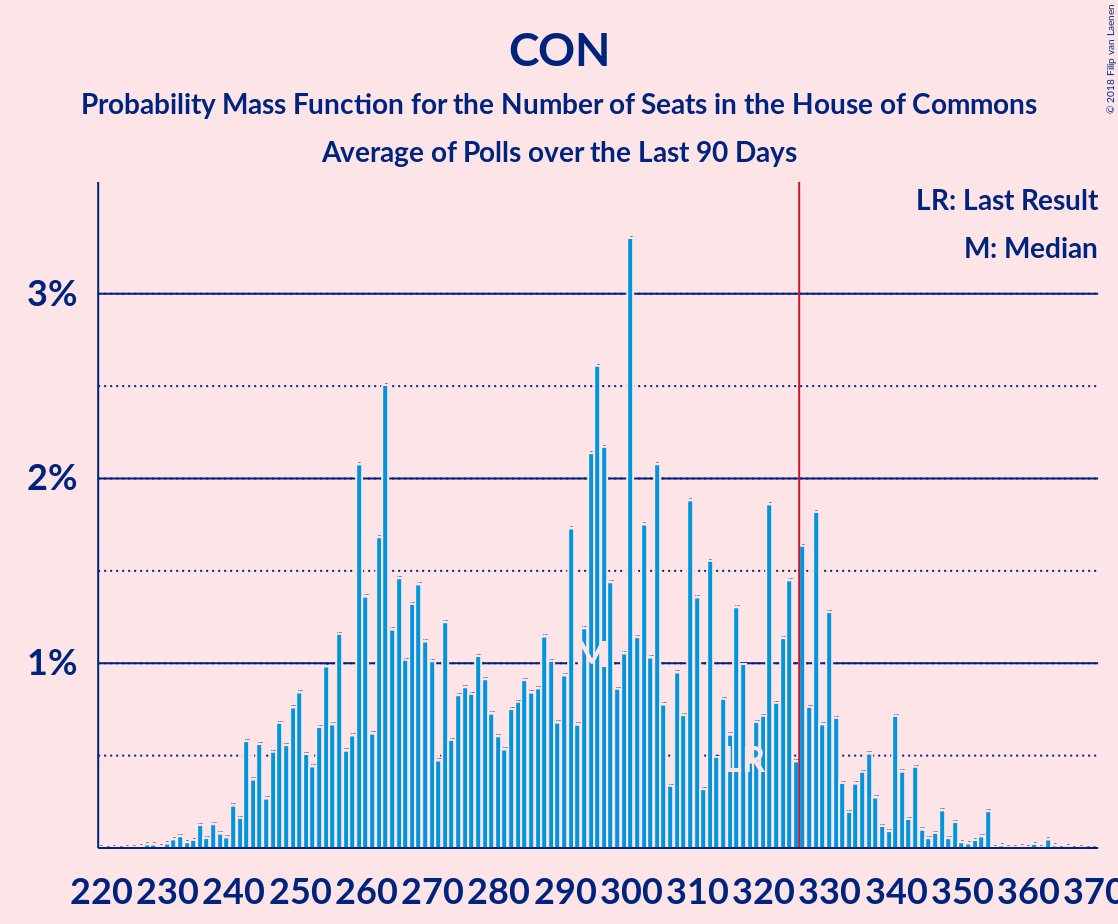 CON
Probability Mass Function for the Number of Seats in the House of Commons
Average of Polls over the Last 90 Days
© 2018 Filip van Laenen
LR: Last Result
M: Median
3%
2%
1%
M
LR
220 230 240 250 260 270 280 290 300 310 320 330 340 350 360 370